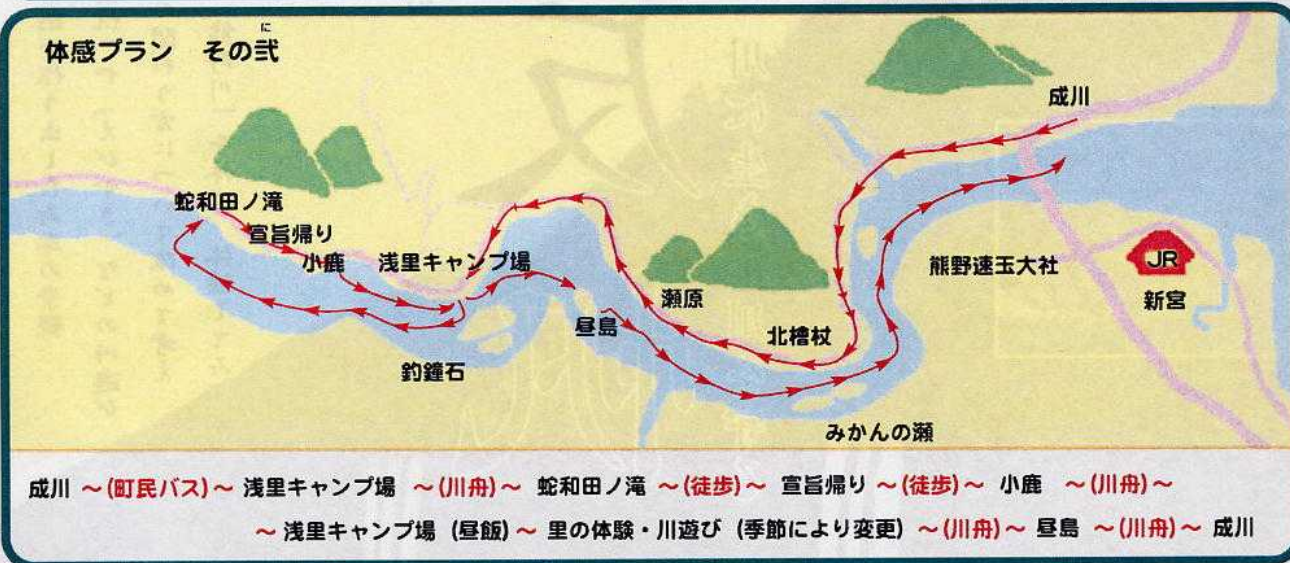 体感プラン その弐
に
成川
蛇和田ノ滝
宣旨帰り
小鹿
浅里キャンプ場
瀬原
熊野速玉大社
JR
新宮
昼島
北檜杖
釣鐘石
みかんの瀬
成川 ～(町民バス)～ 浅里キャンプ場 ～(川舟)～ 蛇和田ノ滝 ～(徒歩)～ 宣旨帰り ～(徒歩)～ 小鹿 ～(川舟)～
～ 浅里キャンプ場 (昼飯) ～ 里の体験・川遊び (季節により変更) ～(川舟)～ 昼島 ～(川舟)～ 成川